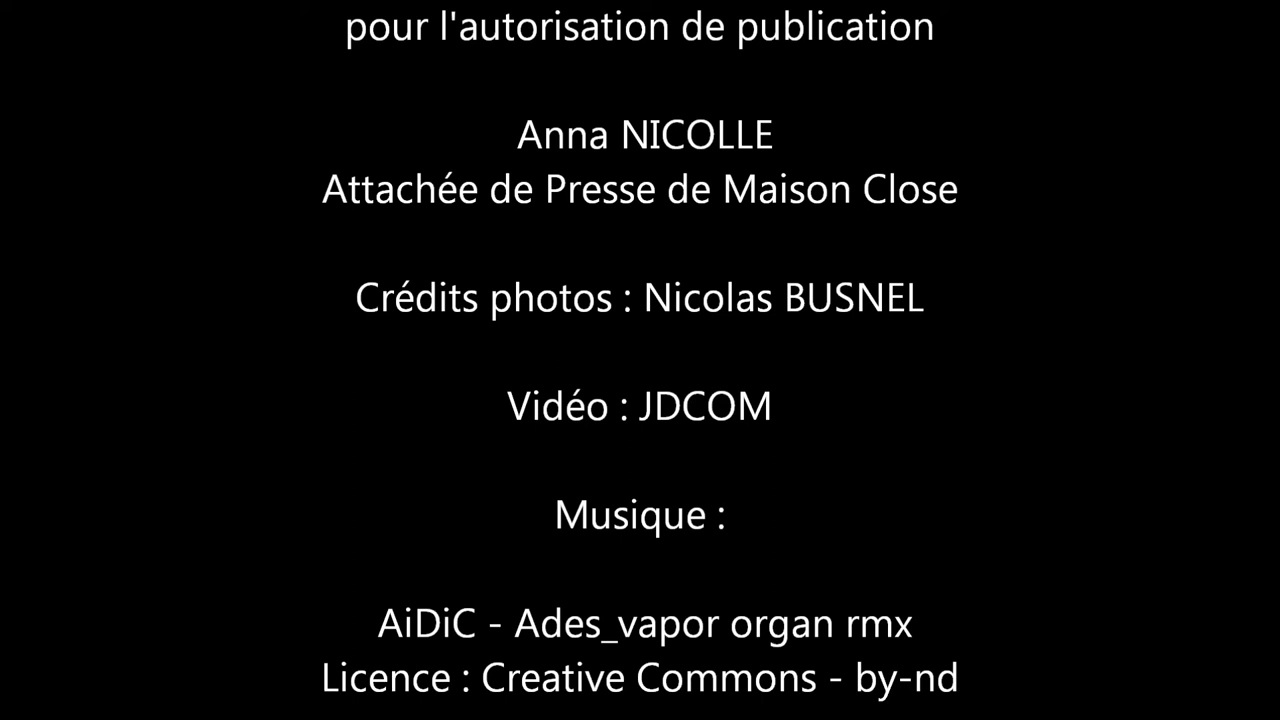 pour l'autorisation de publication
Anna NICOLLE
Attachée de Presse de Maison Close
Crédits photos : Nicolas BUSNEL
Vidéo : JDCOM
Musique :
AiDiC - Ades_vapor organ rmx
Licence : Creative Commons - by-nd